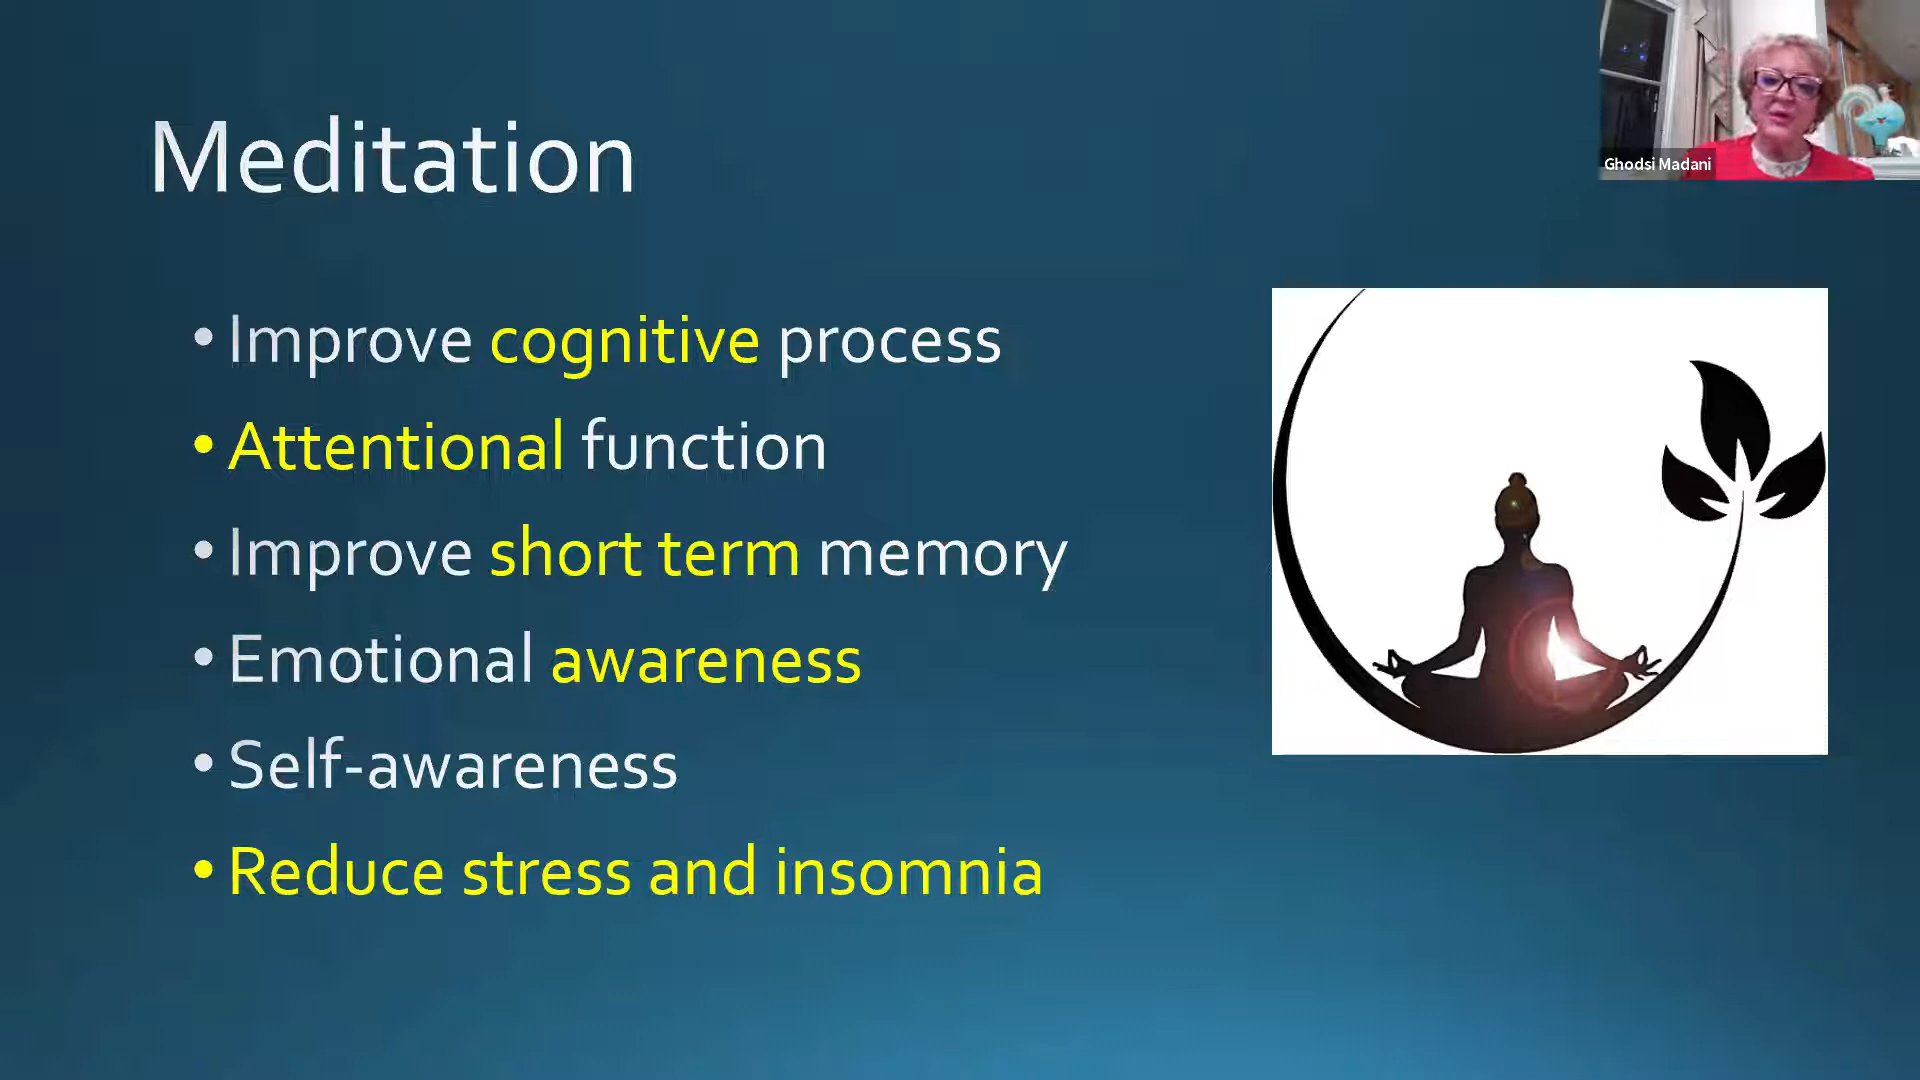 Meditation
Ghodsi Madani
• Improve cognitive process
• Attentional function
• Improve short term memory
• Emotional awareness
• Self-awareness
• Reduce stress and insomnia